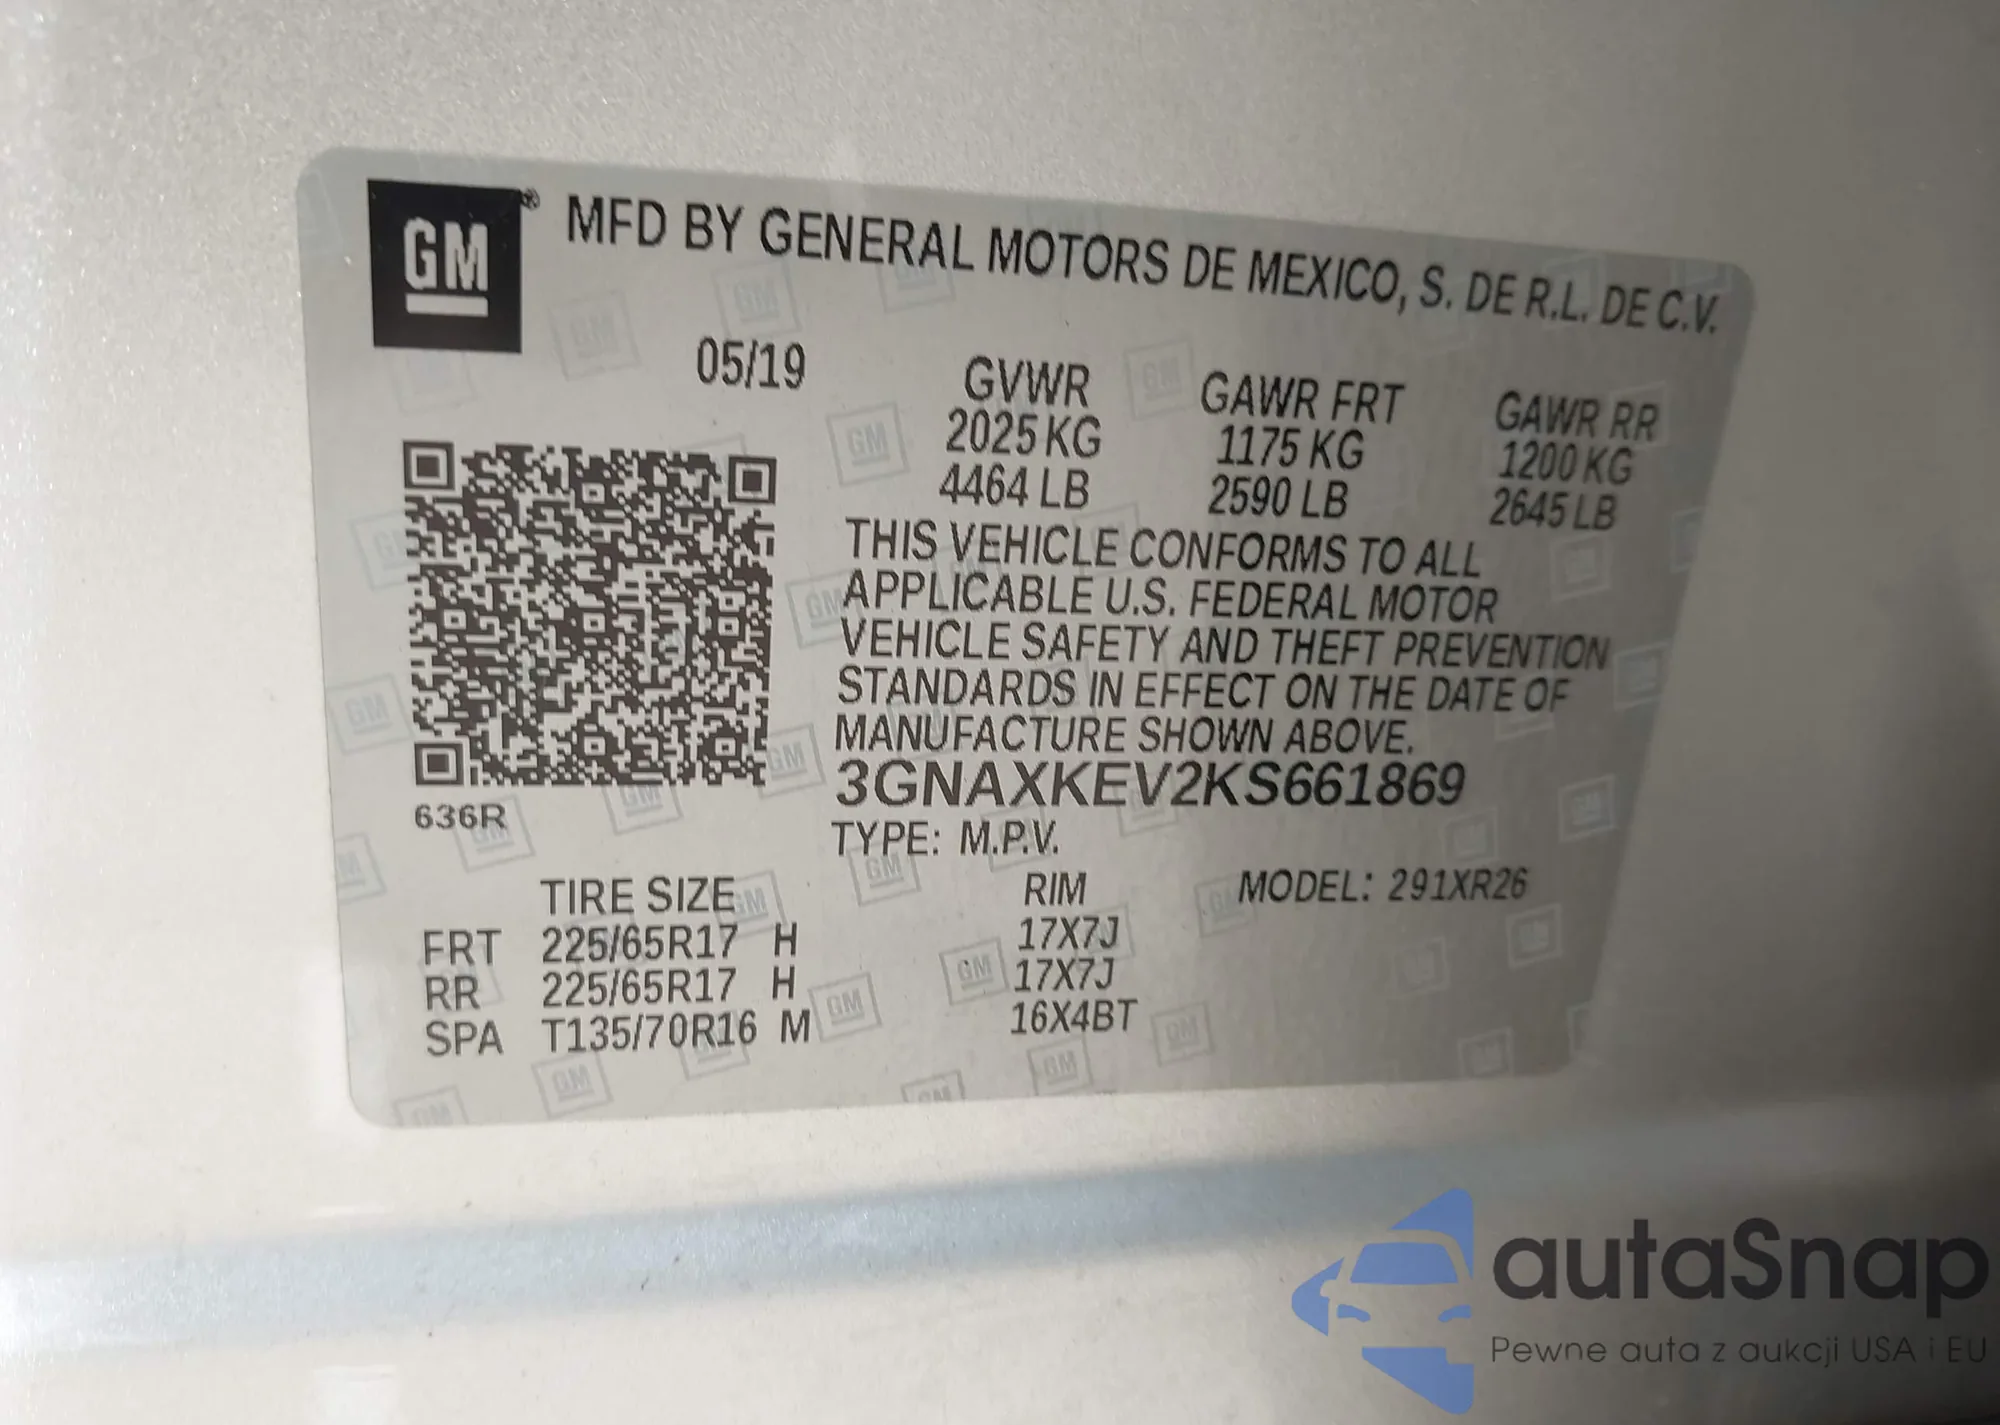 GM ® MFD BY GENERAL MOTORS DE MEXICO, S. DE R.L. DE C.V.
05/19 GVWR GAWR FRT GAWR RR
2025 KG 1175 KG 1200 KG
4464 LB 2590 LB 2645 LB
THIS VEHICLE CONFORMS TO ALL
APPLICABLE U.S. FEDERAL MOTOR
VEHICLE SAFETY AND THEFT PREVENTION
STANDARDS IN EFFECT ON THE DATE OF
MANUFACTURE SHOWN ABOVE.
3GNAXKEV2KS661869
636R
TYPE: M.P.V.
TIRE SIZE RIM MODEL: 291XR26
FRT 225/65R17 H 17X7J
RR 225/65R17 H 17X7J
SPA T135/70R16 M 16X4BT
autaSnap
Pewne auta z aukcji USA i EU